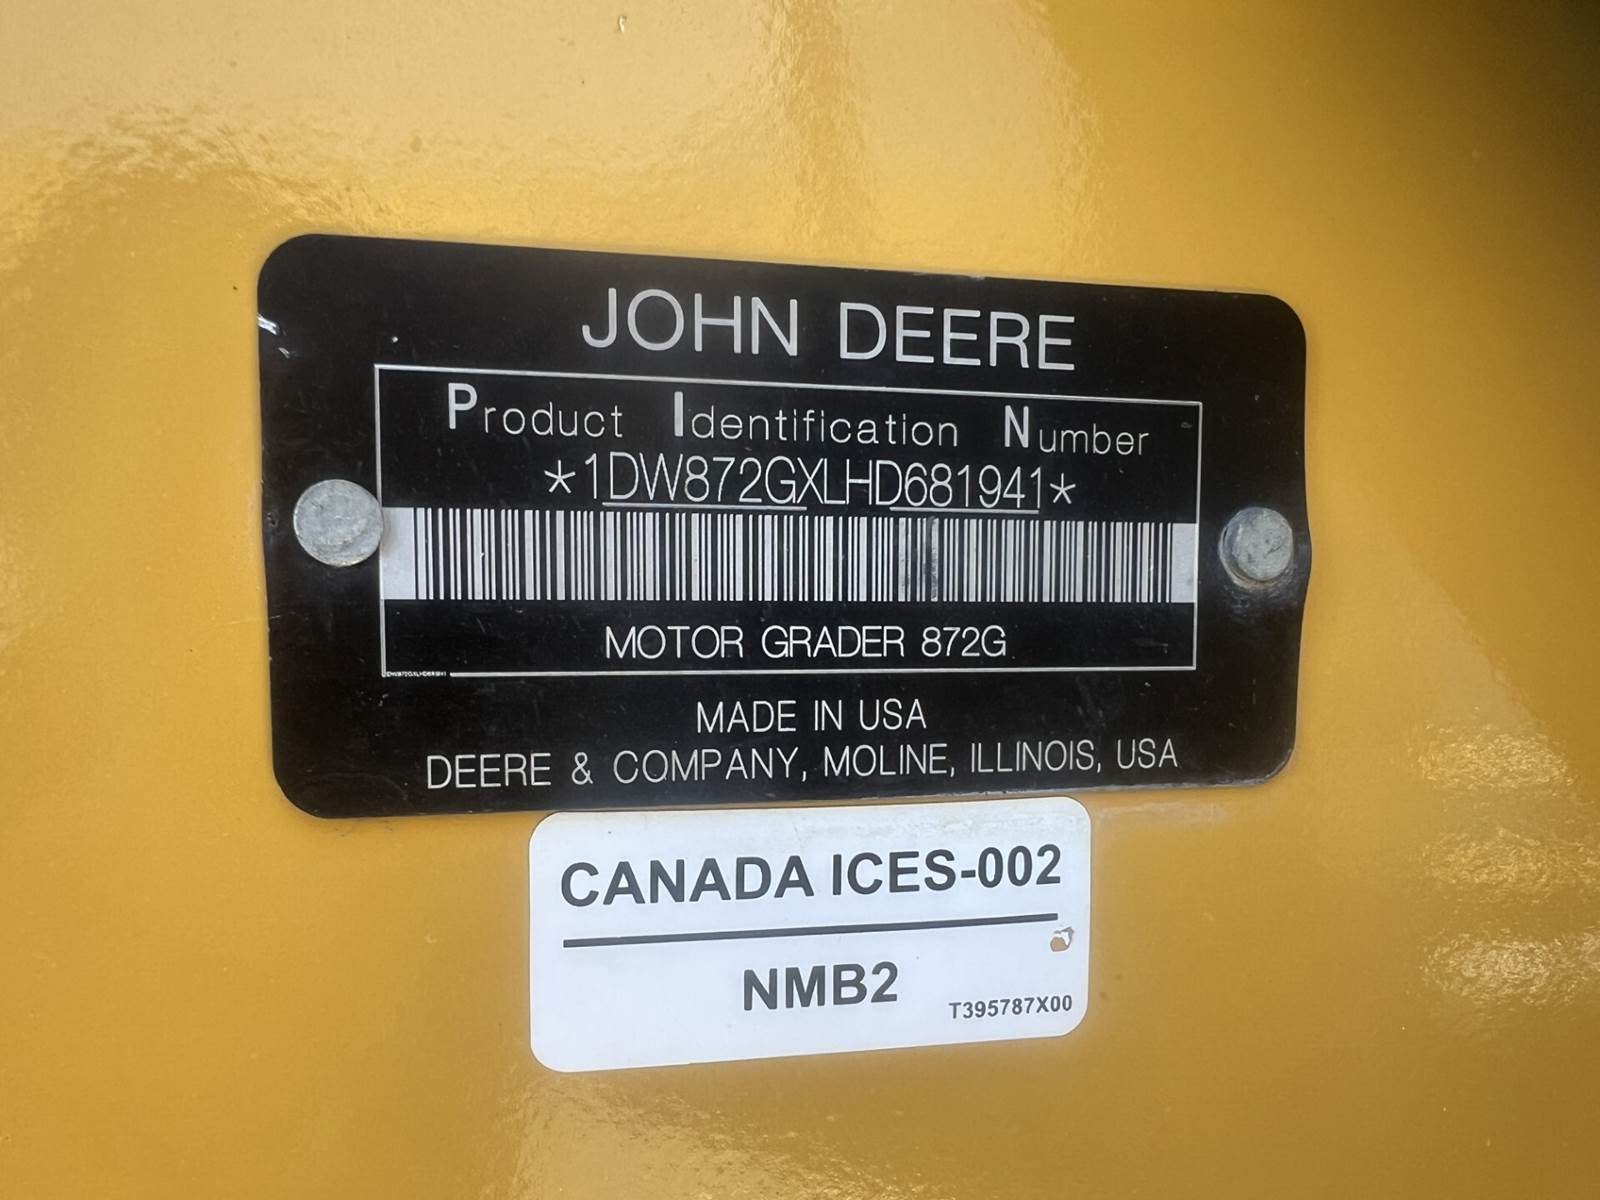 JOHN DEERE
Product Identification Number
*1DW872GXLHD681941*
MOTOR GRADER 872G
1DW872GXLHD681941
MADE IN USA
DEERE & COMPANY, MOLINE, ILLINOIS, USA
CANADA ICES-002
NMB2
T395787X00